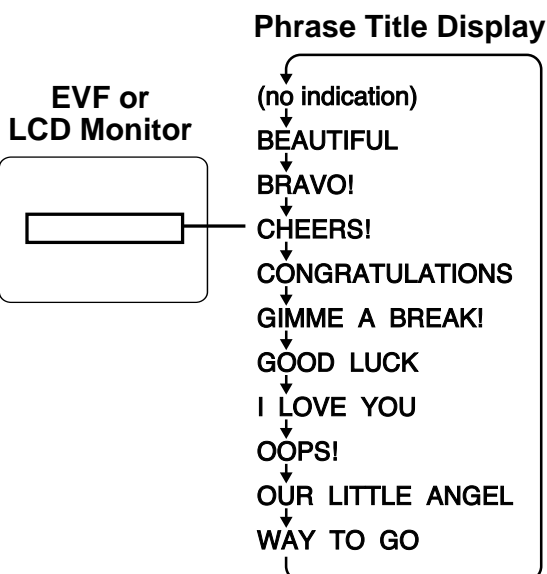 Phrase Title Display
EVF or
LCD Monitor
(no indication)
BEAUTIFUL
BRAVO!
CHEERS!
CONGRATULATIONS
GIMME A BREAK!
GOOD LUCK
I LOVE YOU
OOPS!
OUR LITTLE ANGEL
WAY TO GO